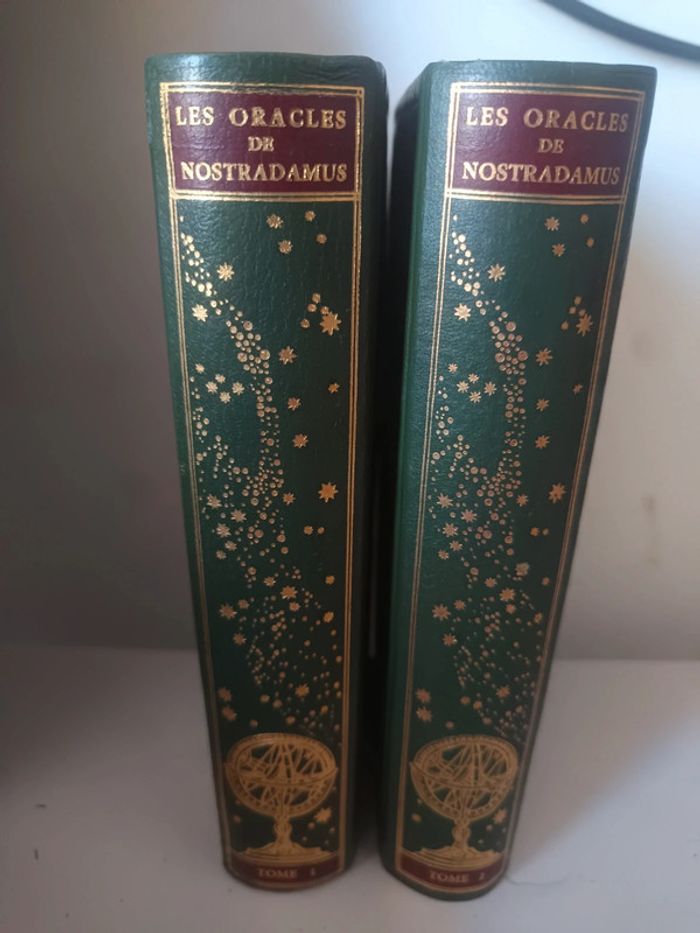 LES ORACLES
DE
NOSTRADAMUS
TOME 1
LES ORACLES
DE
NOSTRADAMUS
TOME 2